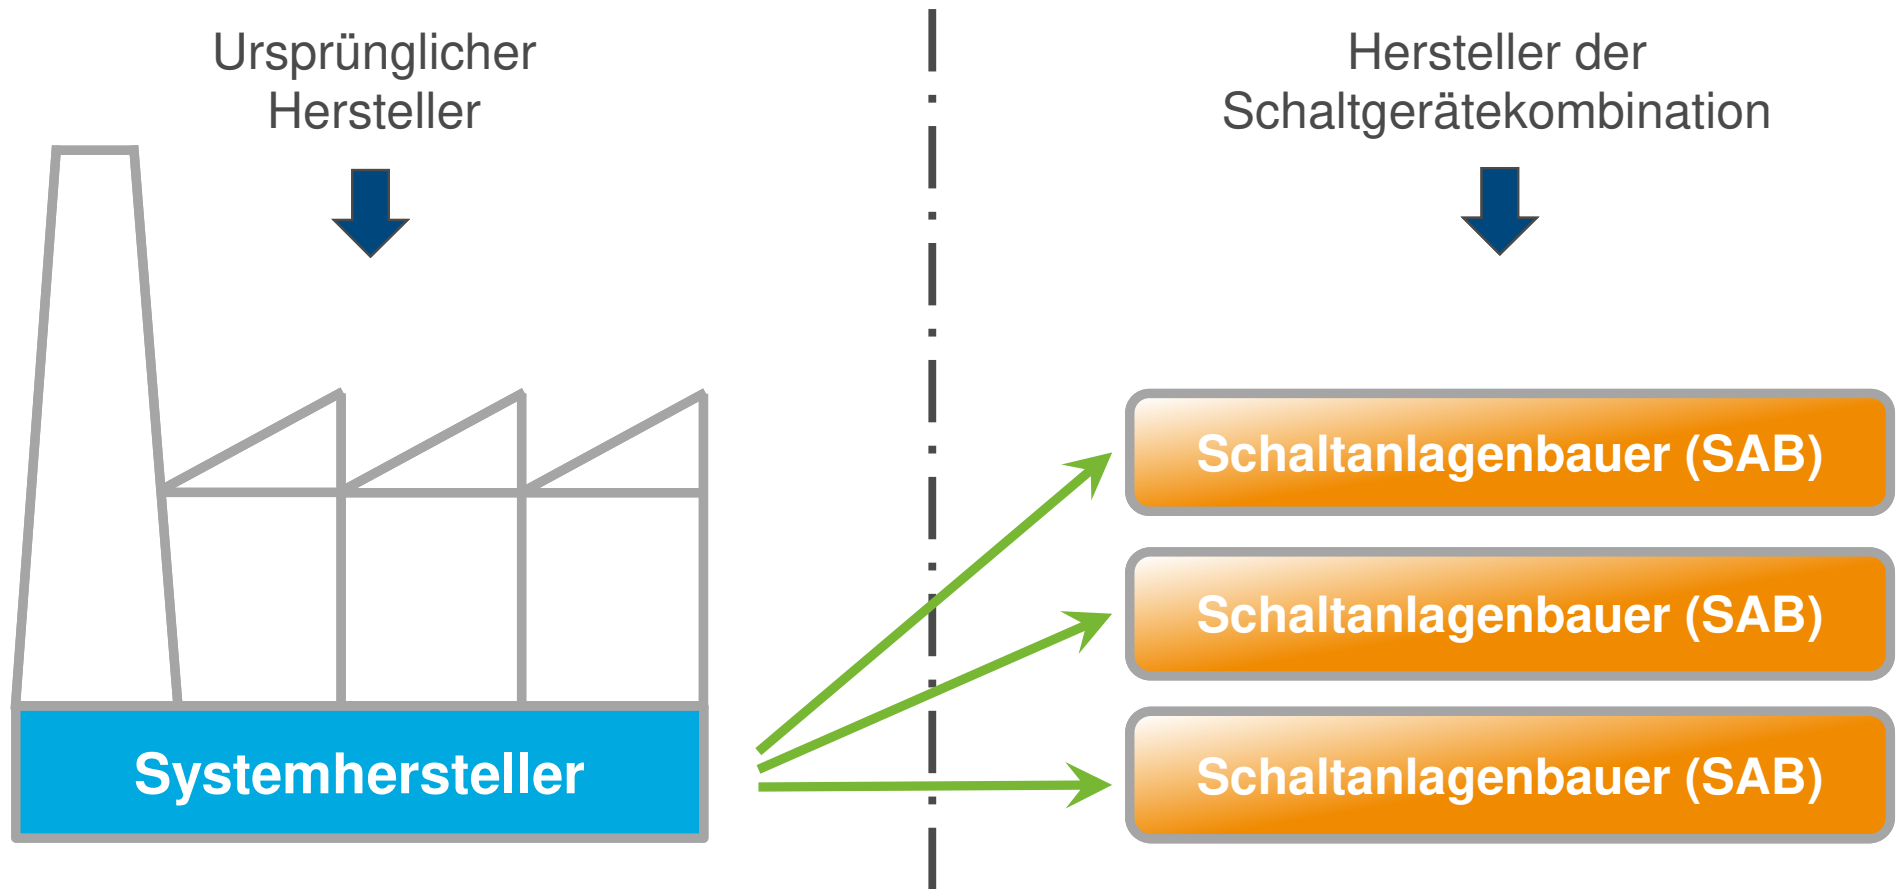 Ursprünglicher
Hersteller
Hersteller der
Schaltgerätekombination
Schaltanlagenbauer (SAB)
Schaltanlagenbauer (SAB)
Systemhersteller
Schaltanlagenbauer (SAB)